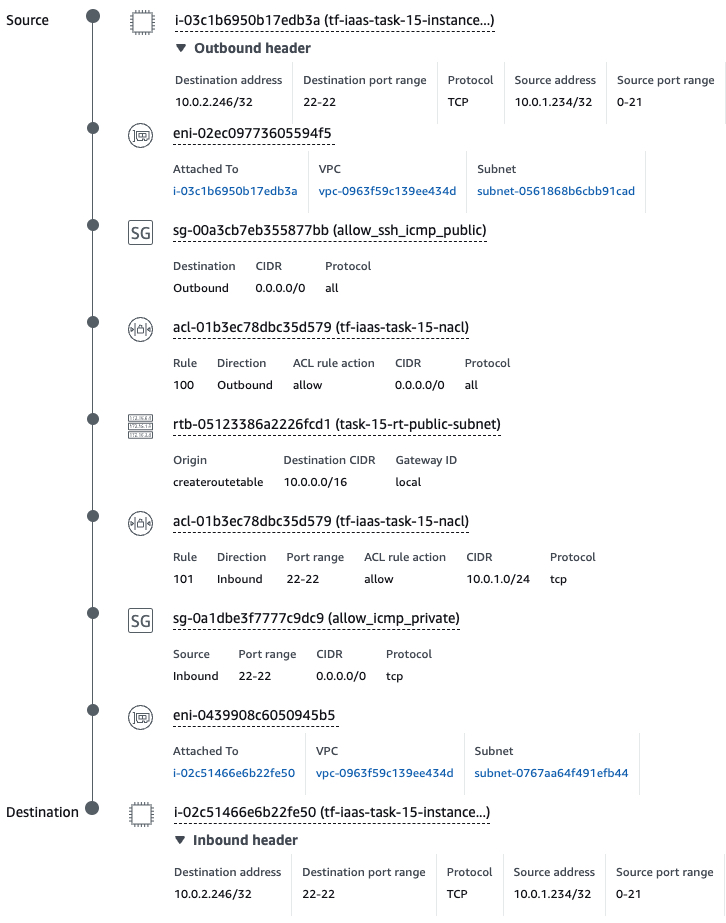 Source
i-03c1b6950b17edb3a (tf-iaas-task-15-instance...)
▼ Outbound header
Destination address Destination port range Protocol Source address Source port range
10.0.2.246/32 22-22 TCP 10.0.1.234/32 0-21
eni-02ec09773605594f5
Attached To VPC Subnet
i-03c1b6950b17edb3a vpc-0963f59c139ee434d subnet-0561868b6cbb91cad
SG sg-00a3cb7eb355877bb (allow_ssh_icmp_public)
Destination CIDR Protocol
Outbound 0.0.0.0/0 all
acl-01b3ec78dbc35d579 (tf-iaas-task-15-nacl)
Rule Direction ACL rule action CIDR Protocol
100 Outbound allow 0.0.0.0/0 all
rtb-05123386a2226fcd1 (task-15-rt-public-subnet)
Origin Destination CIDR Gateway ID
createroutetable 10.0.0.0/16 local
acl-01b3ec78dbc35d579 (tf-iaas-task-15-nacl)
Rule Direction Port range ACL rule action CIDR Protocol
101 Inbound 22-22 allow 10.0.1.0/24 tcp
SG sg-0a1dbe3f7777c9dc9 (allow_icmp_private)
Source Port range CIDR Protocol
Inbound 22-22 0.0.0.0/0 tcp
eni-0439908c6050945b5
Attached To VPC Subnet
i-02c51466e6b22fe50 vpc-0963f59c139ee434d subnet-0767aa64f491efb44
Destination
i-02c51466e6b22fe50 (tf-iaas-task-15-instance...)
▼ Inbound header
Destination address Destination port range Protocol Source address Source port range
10.0.2.246/32 22-22 TCP 10.0.1.234/32 0-21